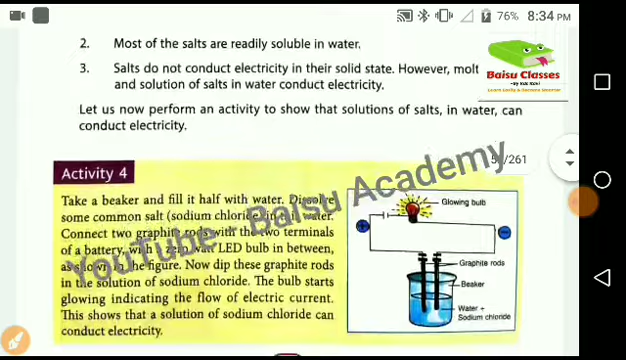 76% 8:34 PM
2. Most of the salts are readily soluble in water.
3. Salts do not conduct electricity in their solid state. However, molt
and solution of salts in water conduct electricity.
Baisu Classes
Let us now perform an activity to show that solutions of salts, in water, can
conduct electricity.
/261
Activity 4
Take a beaker and fill it half with water. Dissolve
some common salt (sodium chloride) in this water.
Connect two graphite rods with the two terminals
of a battery, with a zero watt LED bulb in between,
as shown in the figure. Now dip these graphite rods
in the solution of sodium chloride. The bulb starts
glowing indicating the flow of electric current.
This shows that a solution of sodium chloride can
conduct electricity.
Glowing bulb
Graphite rods
Beaker
Water +
Sodium chloride
YouTube - Baisu Academy